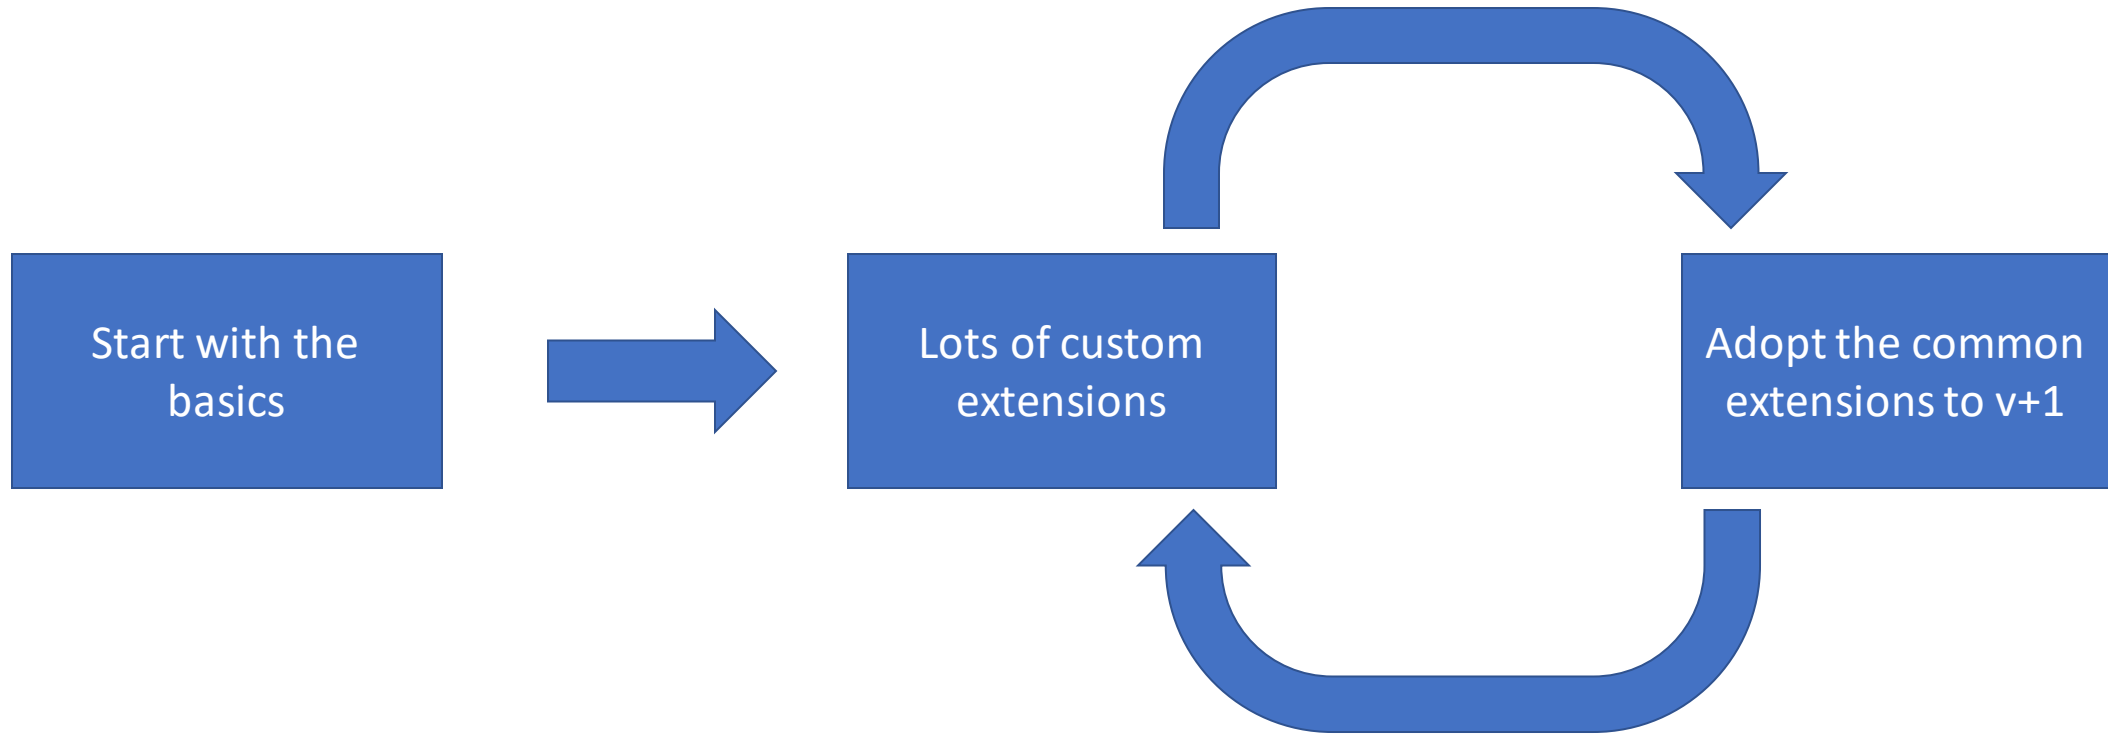 Start with the
basics
Lots of custom
extensions
Adopt the common
extensions to v+1